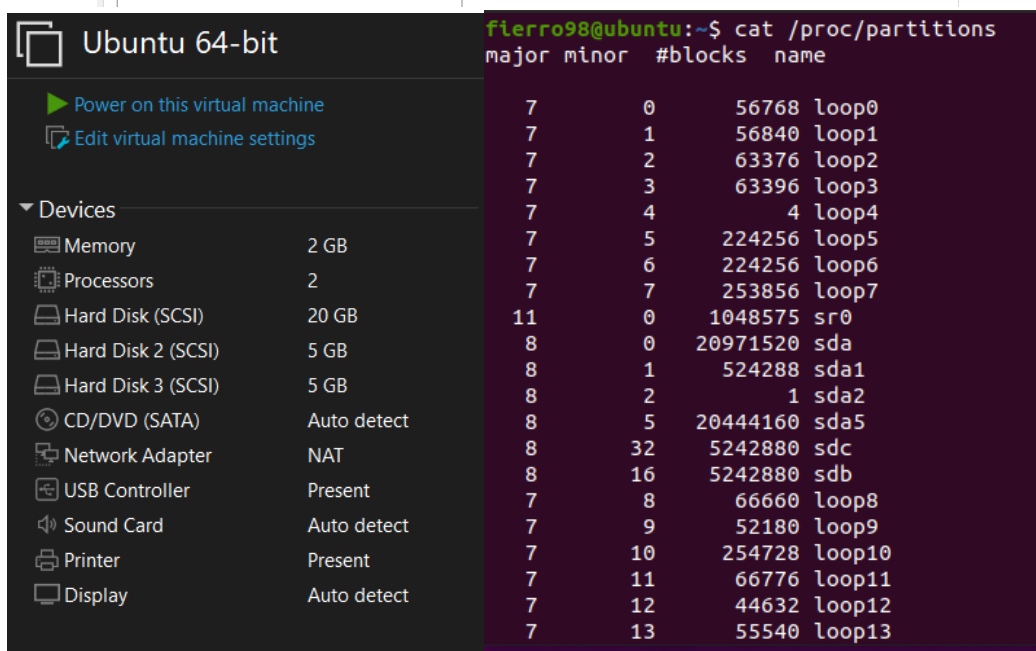 Ubuntu 64-bit
Power on this virtual machine
Edit virtual machine settings
Devices
Memory 2 GB
Processors 2
Hard Disk (SCSI) 20 GB
Hard Disk 2 (SCSI) 5 GB
Hard Disk 3 (SCSI) 5 GB
CD/DVD (SATA) Auto detect
Network Adapter NAT
USB Controller Present
Sound Card Auto detect
Printer Present
Display Auto detect
fierro98@ubuntu:~$ cat /proc/partitions
major minor #blocks name
7 0 56768 loop0
7 1 56840 loop1
7 2 63376 loop2
7 3 63396 loop3
7 4 4 loop4
7 5 224256 loop5
7 6 224256 loop6
7 7 253856 loop7
11 0 1048575 sr0
8 0 20971520 sda
8 1 524288 sda1
8 2 1 sda2
8 5 20444160 sda5
8 32 5242880 sdc
8 16 5242880 sdb
7 8 66660 loop8
7 9 52180 loop9
7 10 254728 loop10
7 11 66776 loop11
7 12 44632 loop12
7 13 55540 loop13